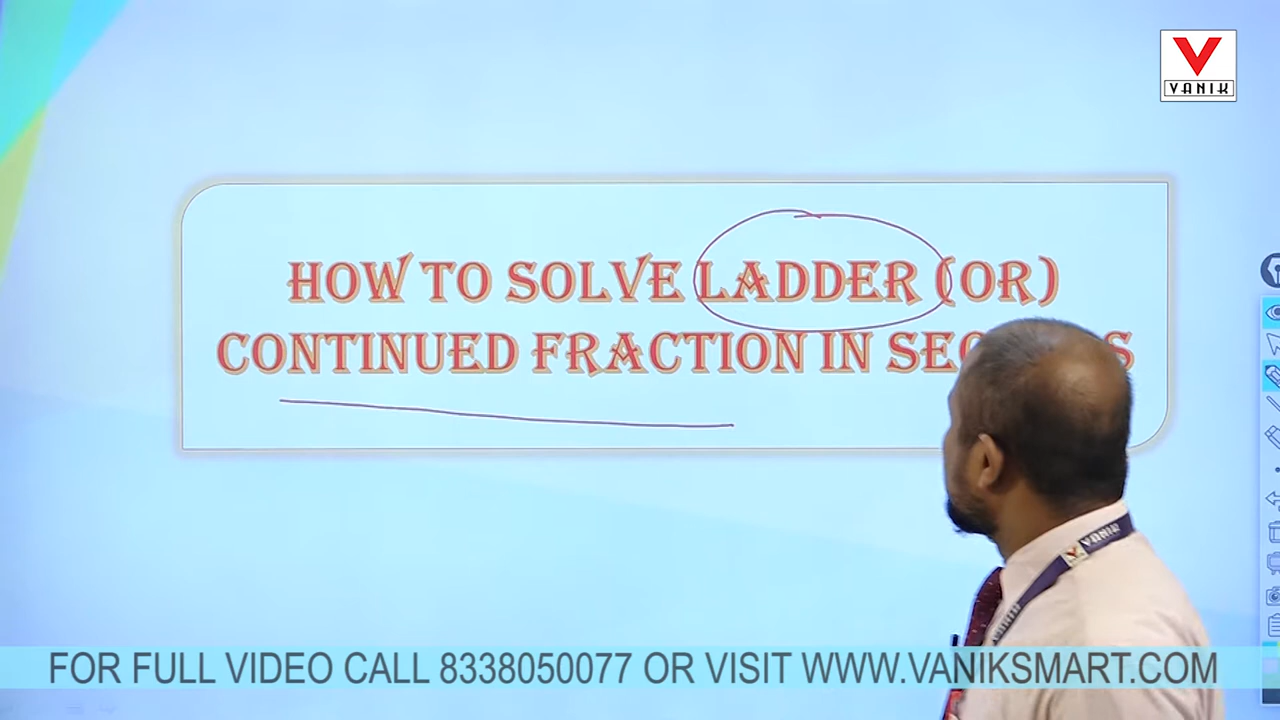 VANIK
HOW TO SOLVE LADDER (OR)
CONTINUED FRACTION IN
VANIK
FOR FULL VIDEO CALL 8338050077 OR VISIT WWW.VANIKSMART.COM